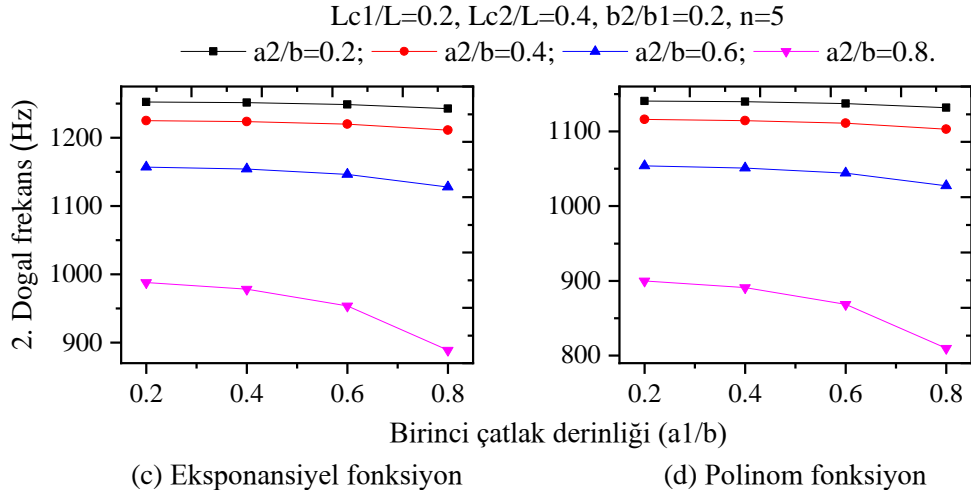 Lc1/L=0.2, Lc2/L=0.4, b2/b1=0.2, n=5
a2/b=0.2; a2/b=0.4; a2/b=0.6; a2/b=0.8.
2. Dogal frekans (Hz)
1200
1100
1000
900
0.2 0.4 0.6 0.8
1100
1000
900
800
0.2 0.4 0.6 0.8
Birinci çatlak derinliği (a1/b)
(c) Eksponansiyel fonksiyon
(d) Polinom fonksiyon